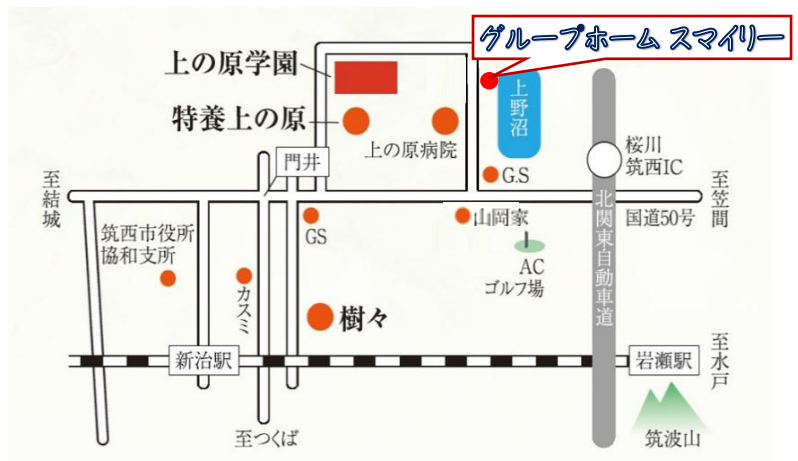 グループホーム スマイリー
上の原学園
特養上の原
上の原病院
上野沼
門井
G.S
桜川
筑西IC
至結城
至笠間
国道50号
北関東自動車道
筑西市役所
協和支所
GS
山岡家
AC
ゴルフ場
カスミ
樹々
新治駅
岩瀬駅
至水戸
至つくば
筑波山